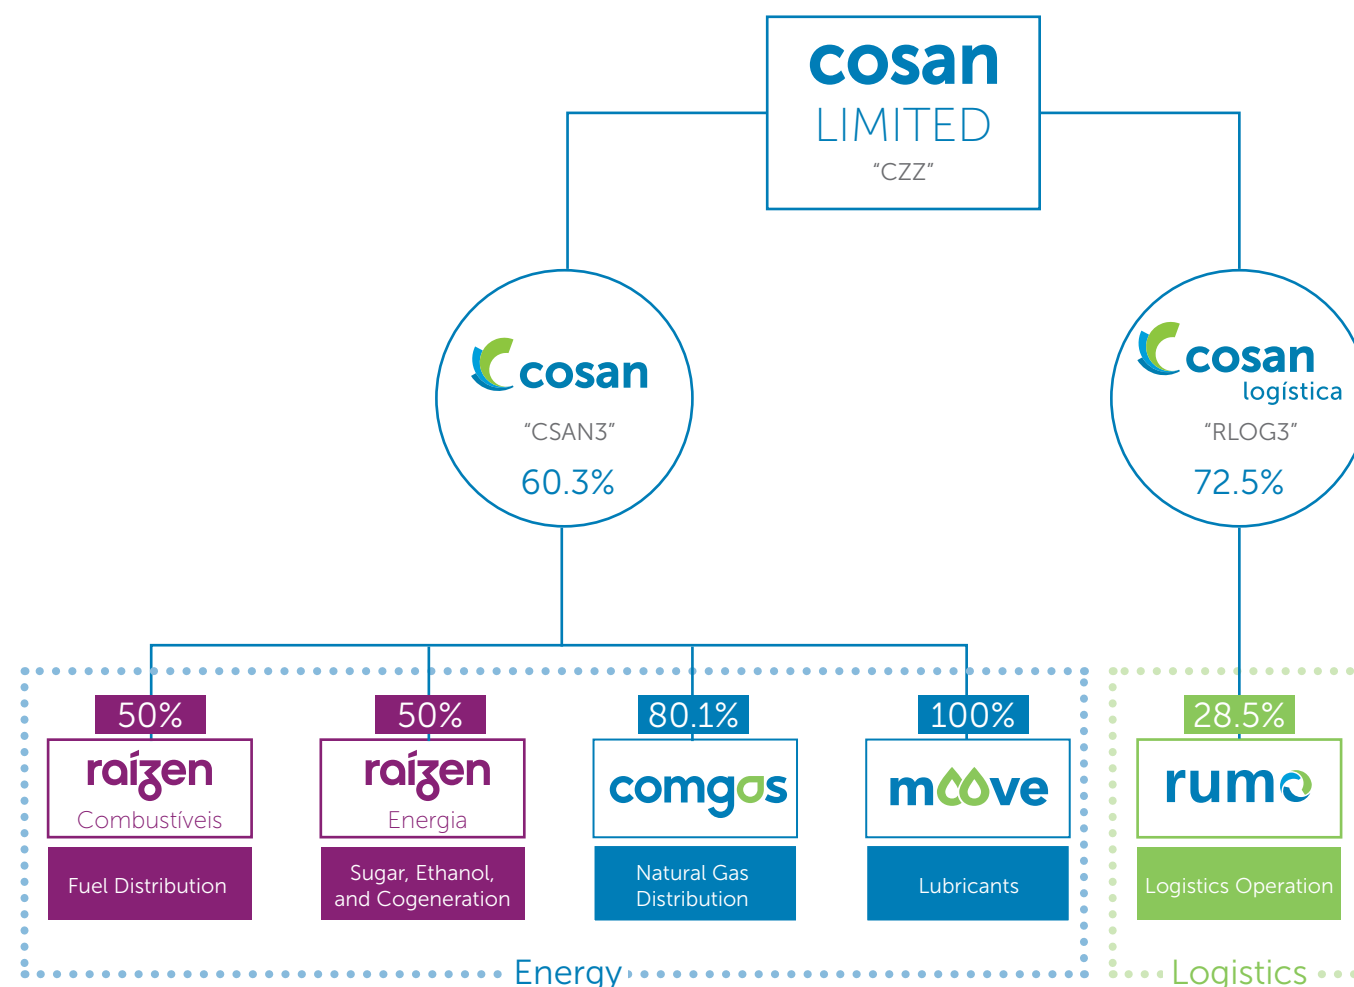 cosan
LIMITED
“CZZ”
cosan
“CSAN3”
60.3%
cosan
logística
“RLOG3”
72.5%
50%
raízen
Combustíveis
Fuel Distribution
50%
raízen
Energia
Sugar, Ethanol,
and Cogeneration
80.1%
comgas
Natural Gas
Distribution
100%
moove
Lubricants
28.5%
rumo
Logistics Operation
Energy
Logistics